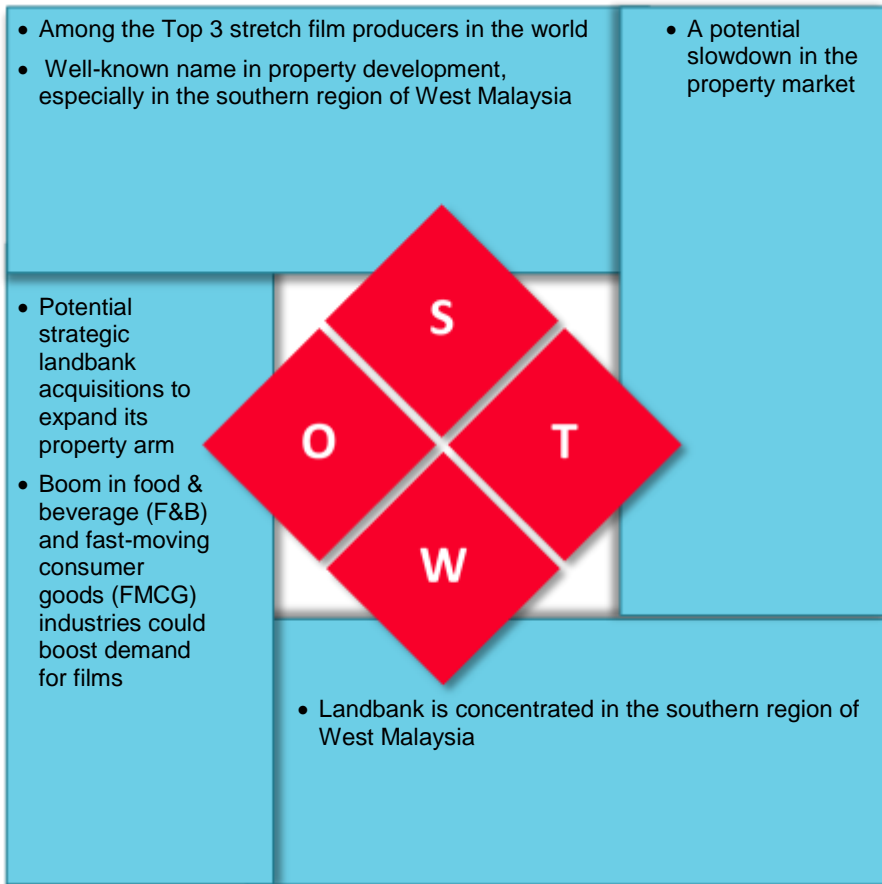 • Among the Top 3 stretch film producers in the world
• Well-known name in property development,
especially in the southern region of West Malaysia
• A potential
slowdown in the
property market
• Potential
strategic
landbank
acquisitions to
expand its
property arm
• Boom in food &
beverage (F&B)
and fast-moving
consumer
goods (FMCG)
industries could
boost demand
for films
S
O
T
W
• Landbank is concentrated in the southern region of
West Malaysia